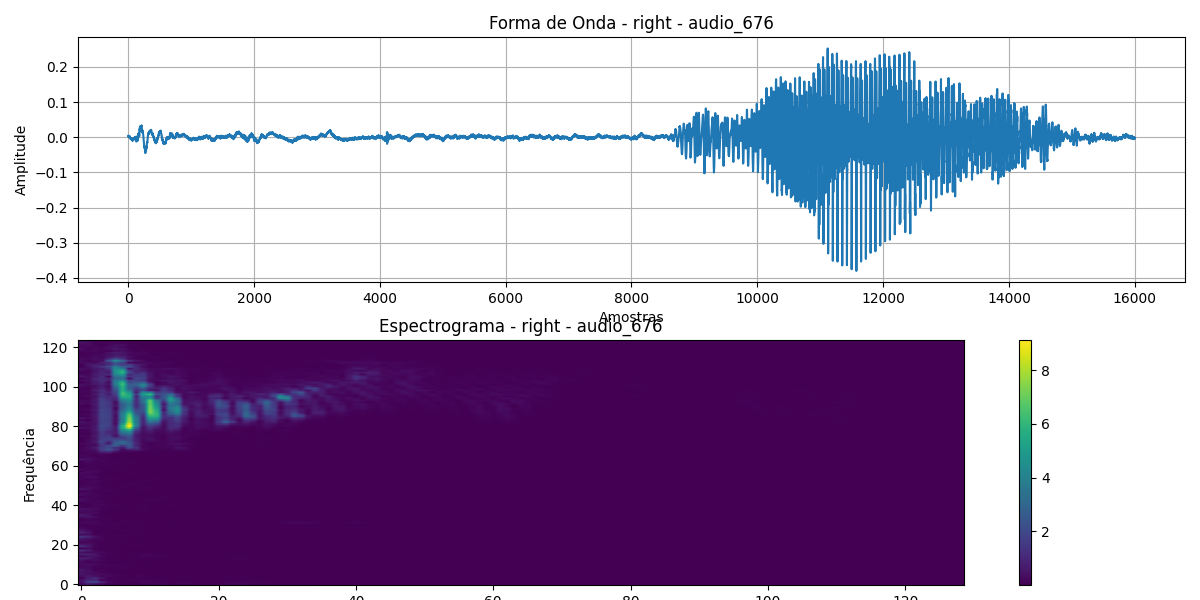 Forma de Onda - right - audio_676
0.2
0.1
0.0
−0.1
−0.2
−0.3
−0.4
Amplitude
0 2000 4000 6000 8000 10000 12000 14000 16000
Amostras
Espectrograma - right - audio_676
120
100
80
60
40
20
0
Frequência
8
6
4
2
0 20 40 60 80 100 120